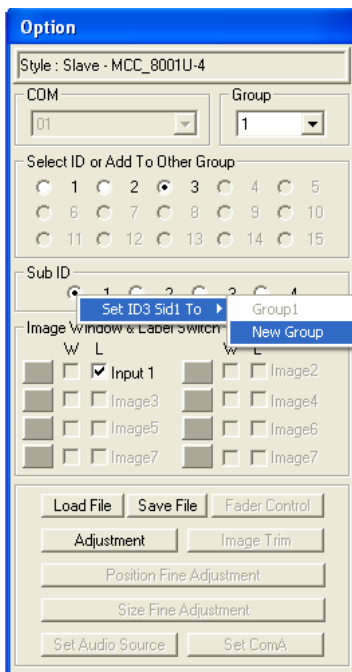 Option
Style : Slave - MCC_8001U-4
COM
Group
01
1
Select ID or Add To Other Group
1 2 3 4 5
6 7 8 9 10
11 12 13 14 15
Sub ID
1 2 3 4
Set ID3 Sid1 To
Group1
New Group
Image Window & Label Switch
W L W L
Input 1 Image2
Image3 Image4
Image5 Image6
Image7 Image7
Load File Save File Fader Control
Adjustment Image Trim
Position Fine Adjustment
Size Fine Adjustment
Set Audio Source Set ComA